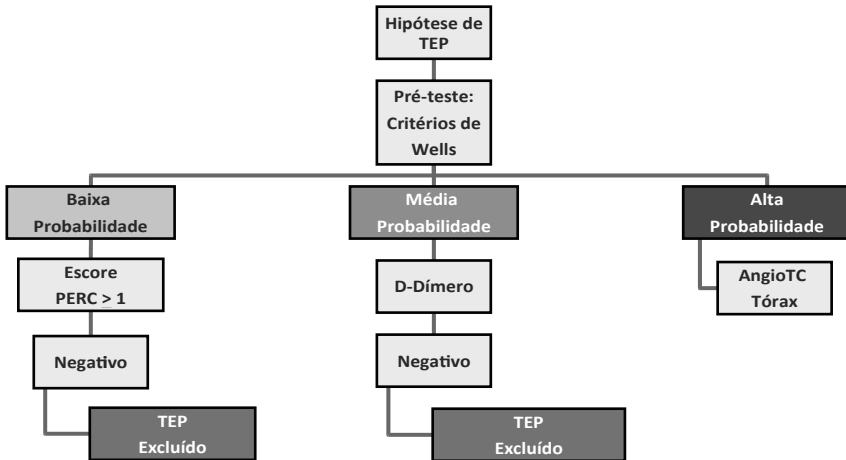 Hipótese de
TEP
Pré-teste:
Critérios de
Wells
Baixa
Probabilidade
Média
Probabilidade
Alta
Probabilidade
Escore
PERC ≥ 1
D-Dímero
AngioTC
Tórax
Negativo
Negativo
TEP
Excluído
TEP
Excluído